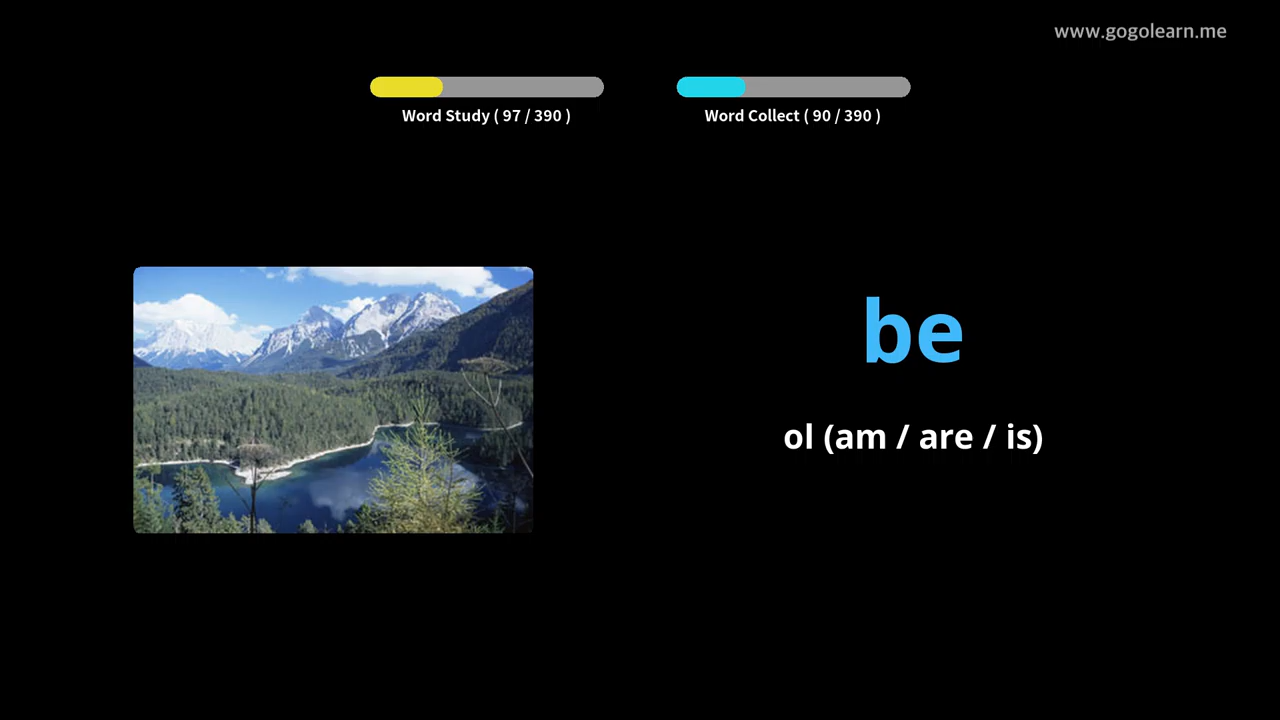 www.gogolearn.me
Word Study ( 97 / 390 )
Word Collect ( 90 / 390 )
be
ol (am / are / is)